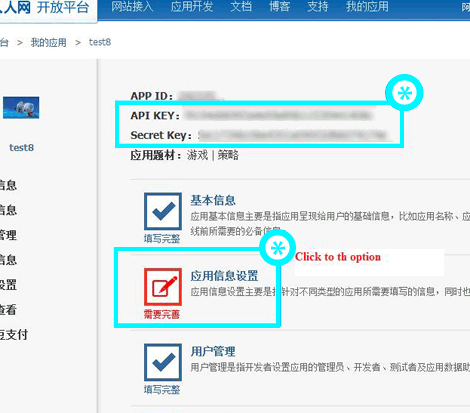 人人网 开放平台 网站接入 应用开发 文档 博客 支持 我的应用
台 > 我的应用 > test8
test8
信息
信息
管理
信息
设置
查看
豆支付
APP ID:
API KEY:
Secret Key:
应用题材: 游戏 | 策略
基本信息
应用基本信息主要是指应用呈现给用户的基础信息，比如应用名称、应
线前所需要的必备信息
填写完整
Click to th option
应用信息设置
应用信息设置主要是指针对不同类型的应用所需要填写的信息，同时也
需要完善
用户管理
用户管理是指开发者设置应用的管理员、开发者、测试者及应用数据助
填写完整